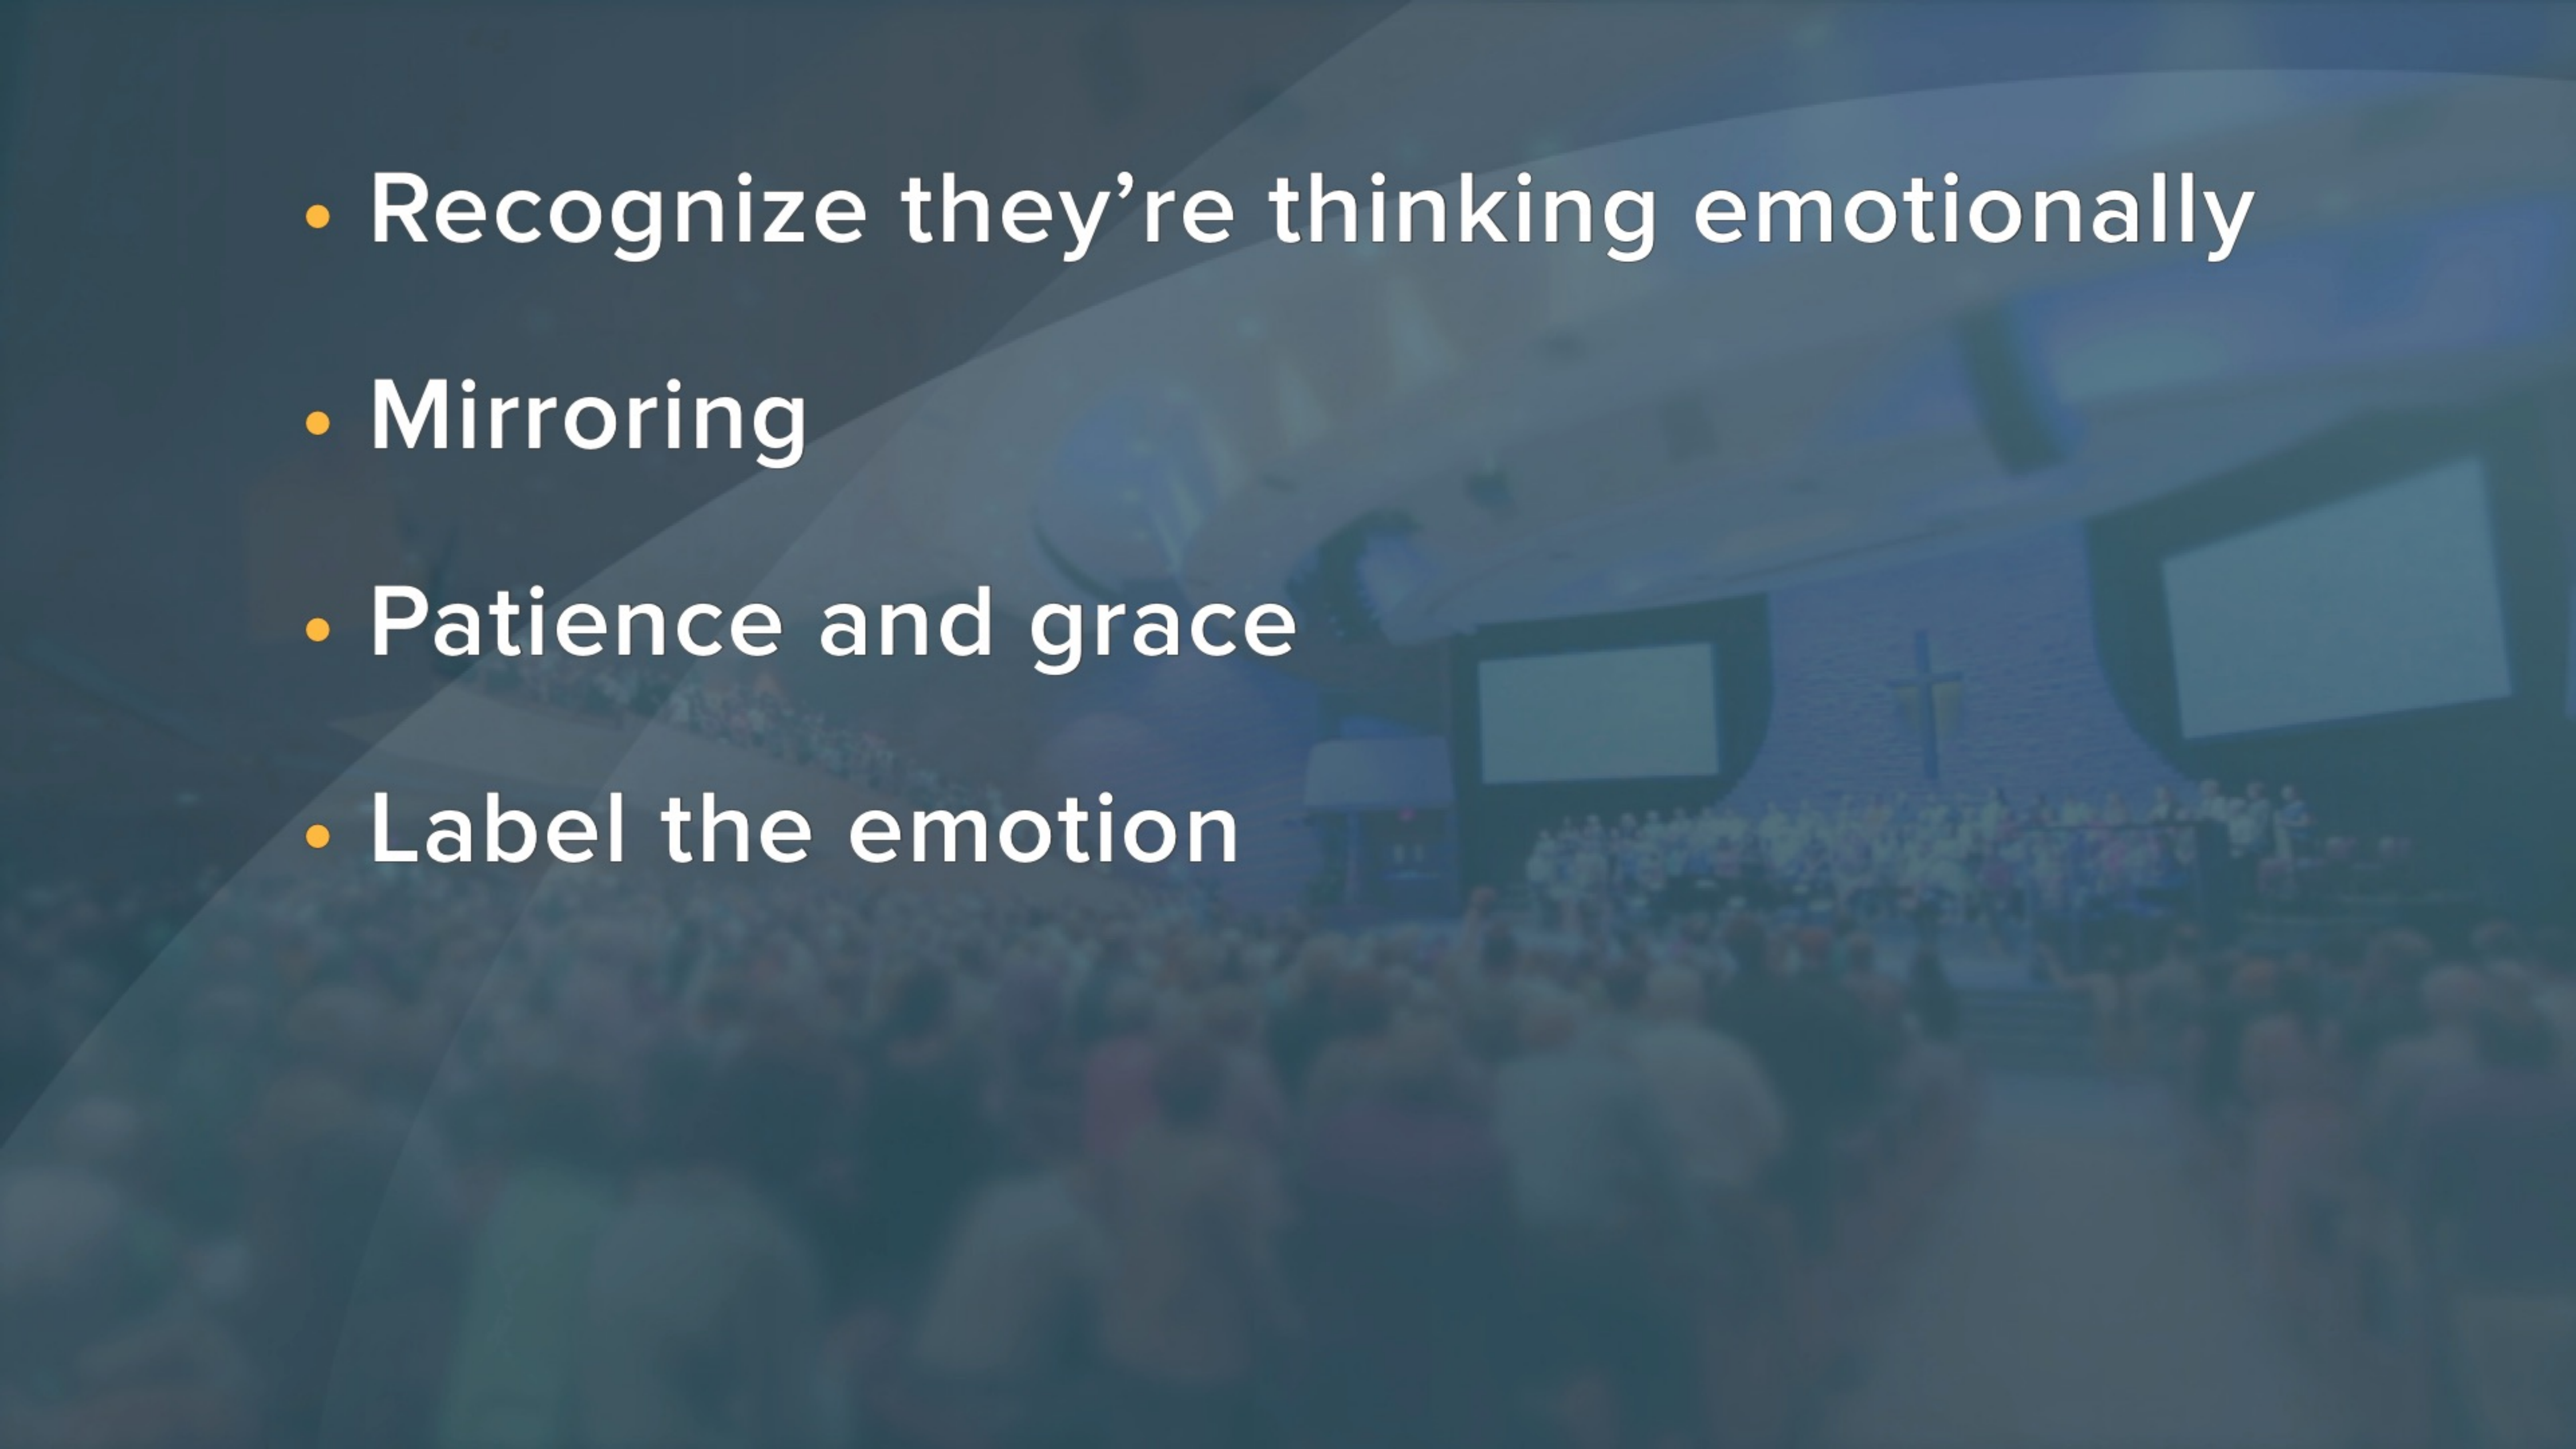 • Recognize they’re thinking emotionally
• Mirroring
• Patience and grace
• Label the emotion